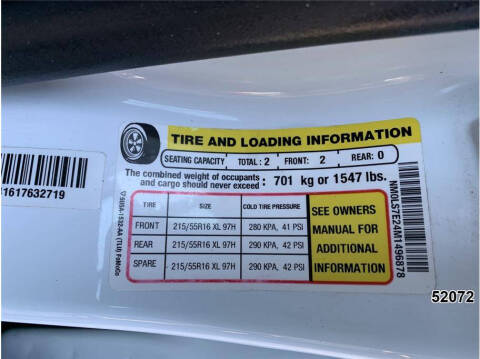 TIRE AND LOADING INFORMATION
SEATING CAPACITY TOTAL: 2 FRONT: 2 REAR: 0
The combined weight of occupants
and cargo should never exceed : 701 kg or 1547 lbs.
TIRE SIZE COLD TIRE PRESSURE
FRONT 215/55R16 XL 97H 280 KPA, 41 PSI
REAR 215/55R16 XL 97H 290 KPA, 42 PSI
SPARE 215/55R16 XL 97H 290 KPA, 42 PSI
SEE OWNERS
MANUAL FOR
ADDITIONAL
INFORMATION
NM0LS7E24M1496878
1617632719
52072